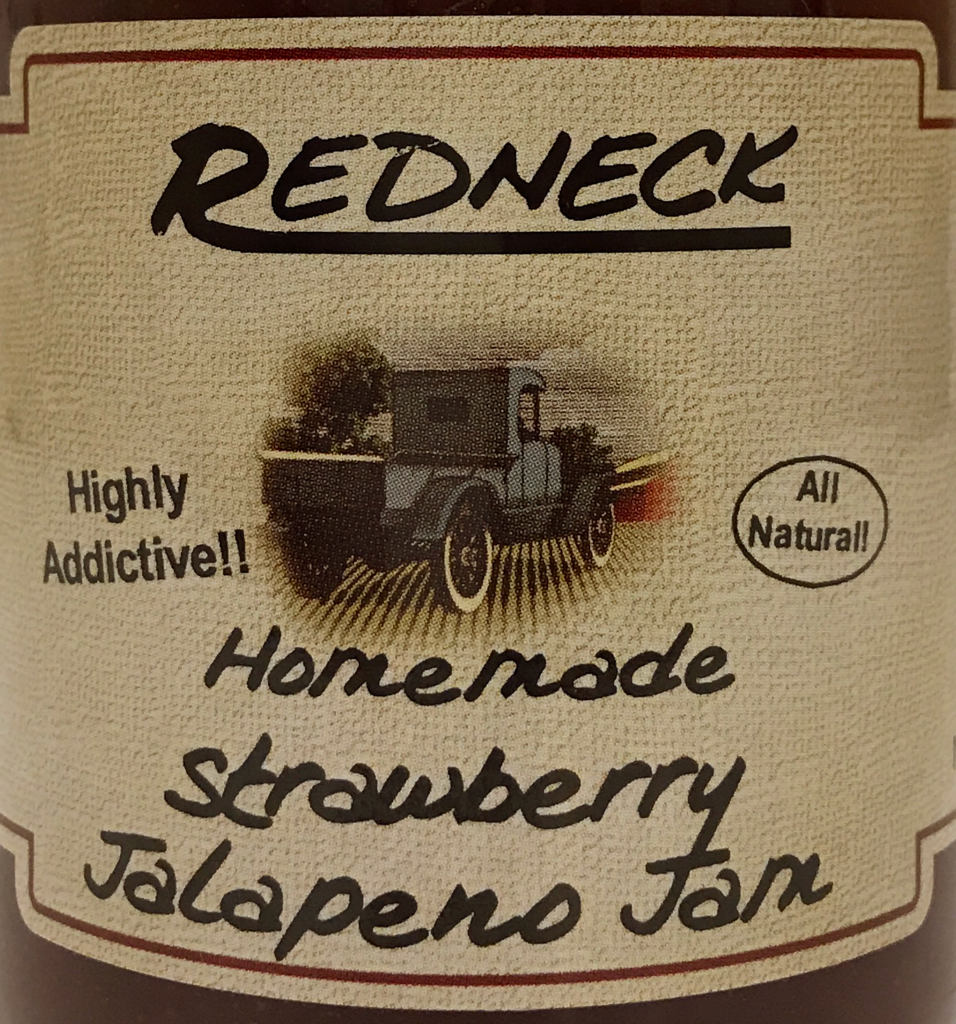 REDNECK
Highly
Addictive!!
All
Natural!
Homemade
Strawberry
Jalapeno Jam